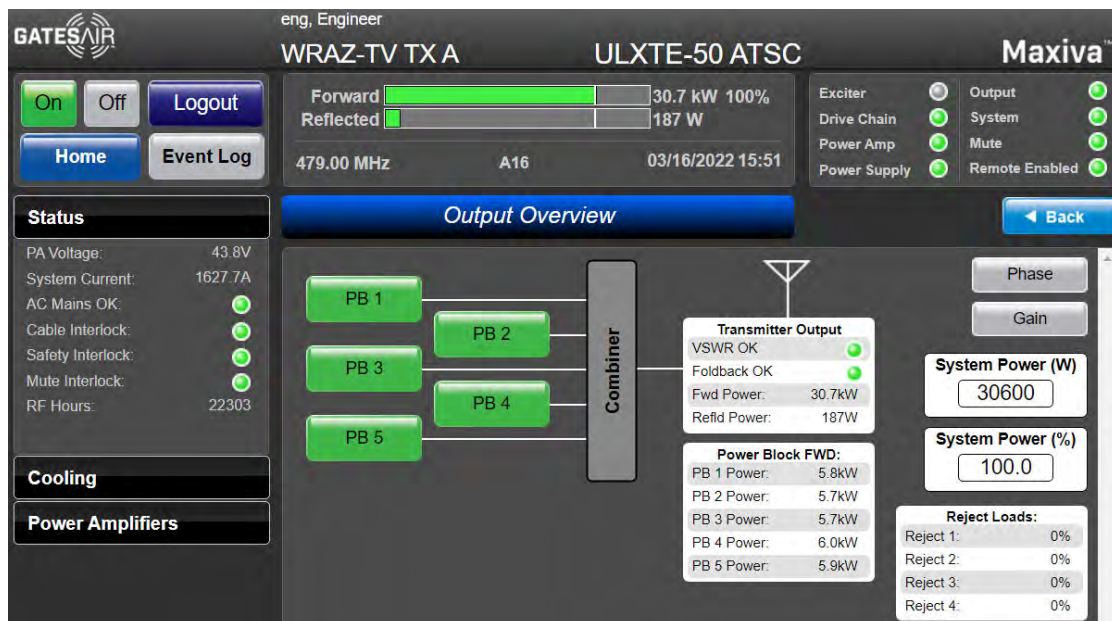 GATESAIR
eng, Engineer
WRAZ-TV TX A ULXTE-50 ATSC
Maxiva™
On Off Logout
Home Event Log
Forward 30.7 kW 100%
Reflected 187 W
479.00 MHz A16 03/16/2022 15:51
Exciter Output
Drive Chain System
Power Amp Mute
Power Supply Remote Enabled
Status
Output Overview
◄ Back
PA Voltage: 43.8V
System Current: 1627.7A
AC Mains OK:
Cable Interlock:
Safety Interlock:
Mute Interlock:
RF Hours: 22303
Cooling
Power Amplifiers
PB 1
PB 2
PB 3
PB 4
PB 5
Combiner
Transmitter Output
VSWR OK
Foldback OK
Fwd Power: 30.7kW
Refld Power: 187W
Power Block FWD:
PB 1 Power: 5.8kW
PB 2 Power: 5.7kW
PB 3 Power: 5.7kW
PB 4 Power: 6.0kW
PB 5 Power: 5.9kW
Phase
Gain
System Power (W)
30600
System Power (%)
100.0
Reject Loads:
Reject 1: 0%
Reject 2: 0%
Reject 3: 0%
Reject 4: 0%